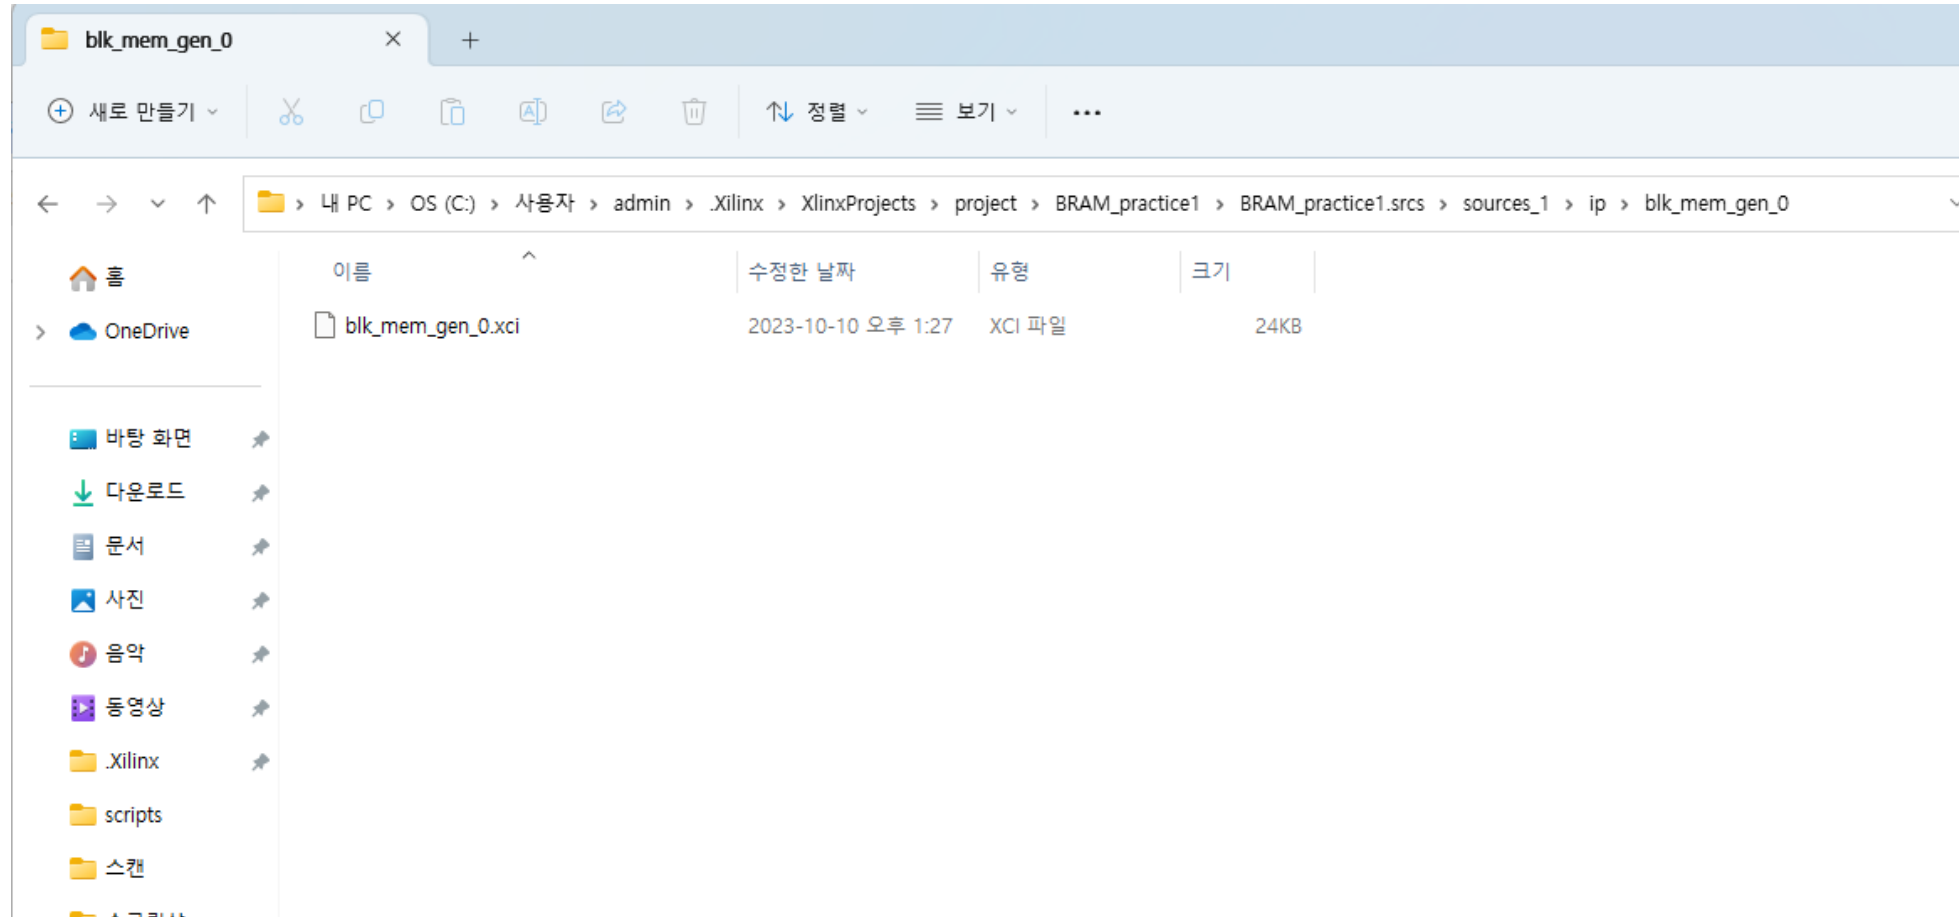 blk_mem_gen_0
새로 만들기
정렬
보기
내 PC > OS (C:) > 사용자 > admin > .Xilinx > XlinxProjects > project > BRAM_practice1 > BRAM_practice1.srcs > sources_1 > ip > blk_mem_gen_0
홈
OneDrive
바탕 화면
다운로드
문서
사진
음악
동영상
.Xilinx
scripts
스캔
이름 수정한 날짜 유형 크기
blk_mem_gen_0.xci 2023-10-10 오후 1:27 XCI 파일 24KB